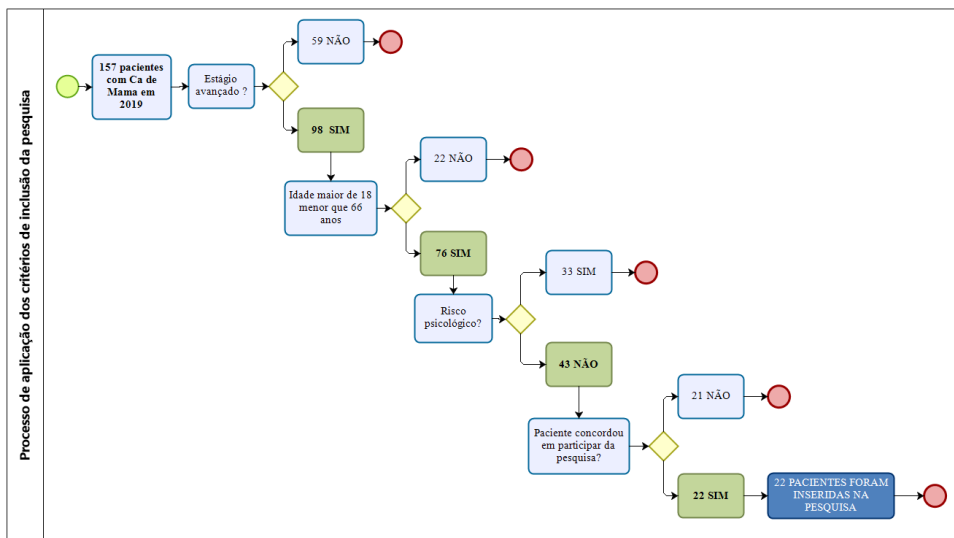 Processo de aplicação dos critérios de inclusão da pesquisa
157 pacientes
com Ca de
Mama em
2019
Estágio
avançado ?
59 NÃO
98 SIM
Idade maior de 18
menor que 66
anos
22 NÃO
76 SIM
Risco
psicológico?
33 SIM
43 NÀO
Paciente concordou
em participar da
pesquisa?
21 NÃO
22 SIM
22 PACIENTES FORAM
INSERIDAS NA
PESQUISA